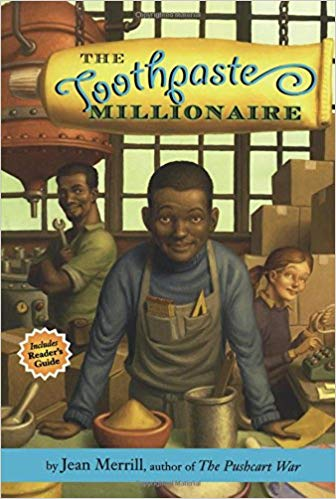 THE
Toothpaste
MILLIONAIRE
Includes
Reader's
Guide
by Jean Merrill, author of The Pushcart War